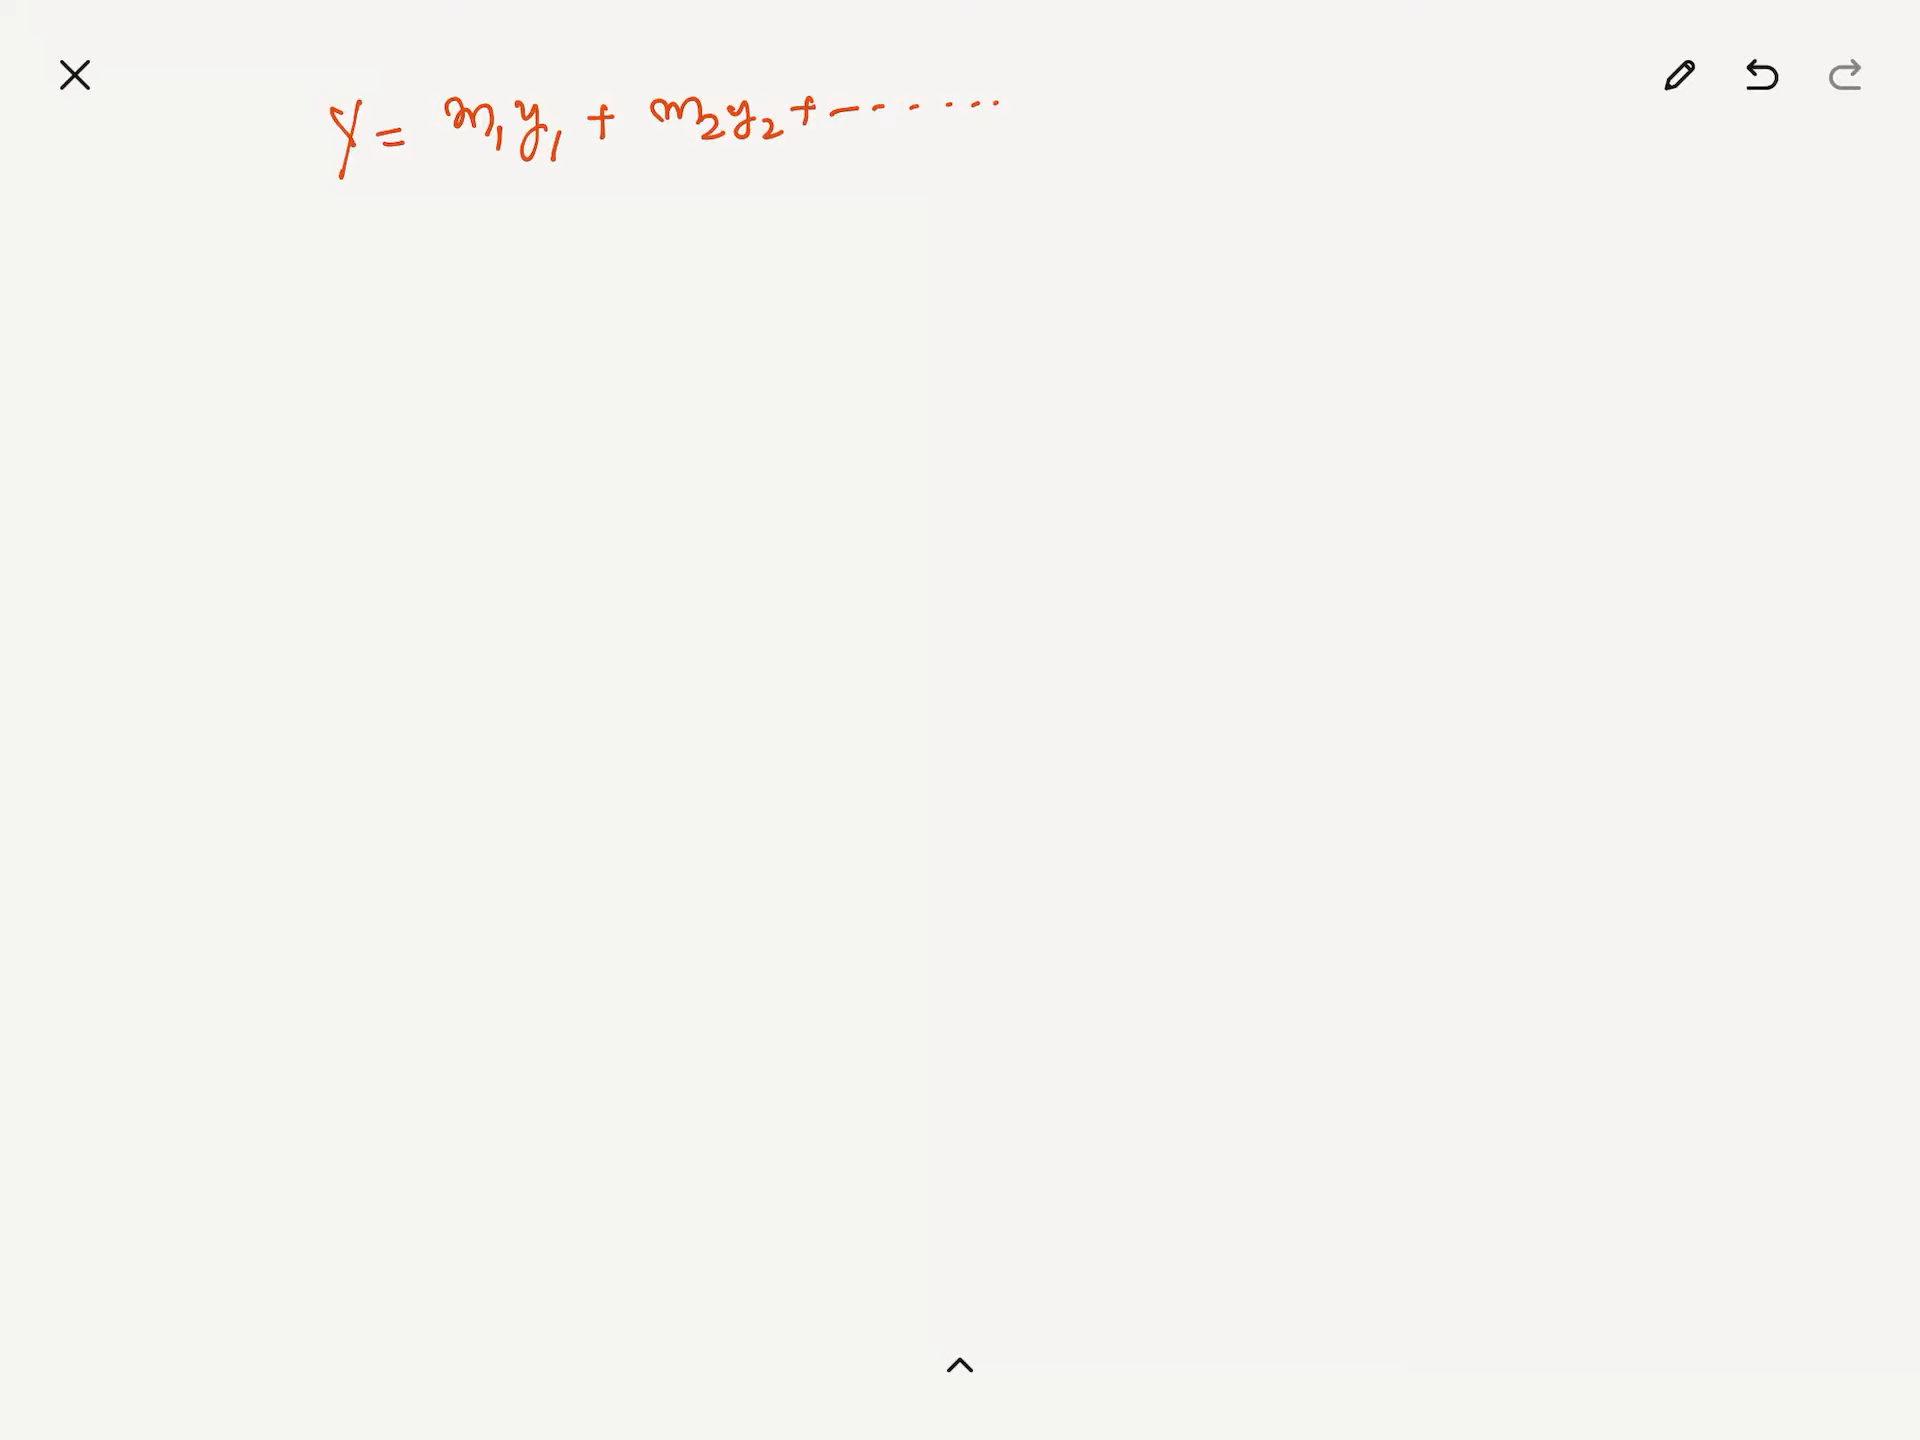 Y = m₁y₁ + m₂y₂ + -------